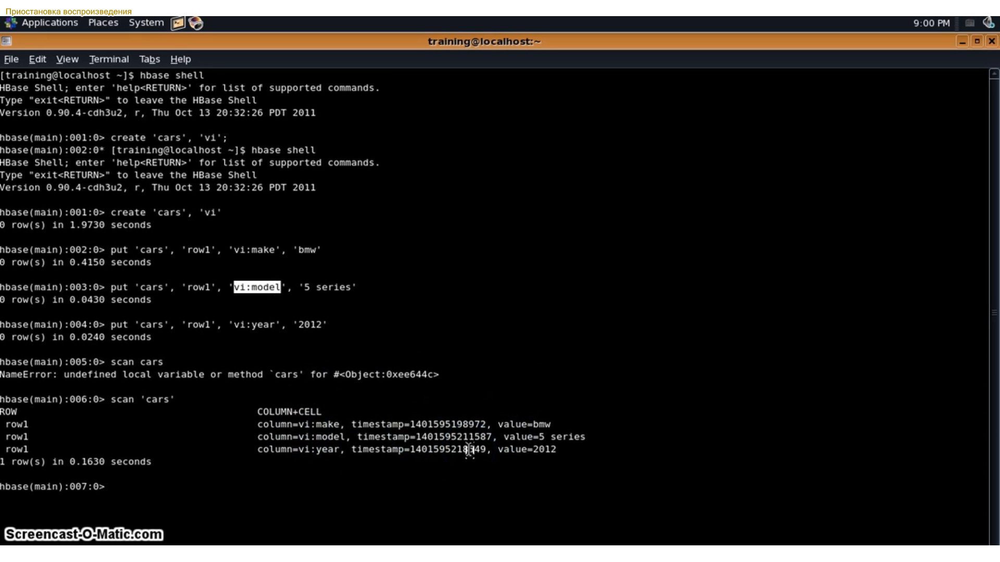 Приостановка воспроизведения
Applications Places System 9:00 PM
training@localhost:~
File Edit View Terminal Tabs Help
[training@localhost ~]$ hbase shell
HBase Shell; enter 'help<RETURN>' for list of supported commands.
Type "exit<RETURN>" to leave the HBase Shell
Version 0.90.4-cdh3u2, r, Thu Oct 13 20:32:26 PDT 2011
hbase(main):001:0> create 'cars', 'vi';
hbase(main):002:0* [training@localhost ~]$ hbase shell
HBase Shell; enter 'help<RETURN>' for list of supported commands.
Type "exit<RETURN>" to leave the HBase Shell
Version 0.90.4-cdh3u2, r, Thu Oct 13 20:32:26 PDT 2011
hbase(main):001:0> create 'cars', 'vi'
0 row(s) in 1.9730 seconds
hbase(main):002:0> put 'cars', 'row1', 'vi:make', 'bmw'
0 row(s) in 0.4150 seconds
hbase(main):003:0> put 'cars', 'row1', 'vi:model', '5 series'
0 row(s) in 0.0430 seconds
hbase(main):004:0> put 'cars', 'row1', 'vi:year', '2012'
0 row(s) in 0.0240 seconds
hbase(main):005:0> scan cars
NameError: undefined local variable or method `cars' for #<Object:0xee644c>
hbase(main):006:0> scan 'cars'
ROW COLUMN+CELL
row1 column=vi:make, timestamp=1401595198972, value=bmw
row1 column=vi:model, timestamp=1401595211587, value=5 series
row1 column=vi:year, value=2012
1 row(s) in 0.1630 seconds
hbase(main):007:0>
Screencast-O-Matic.com